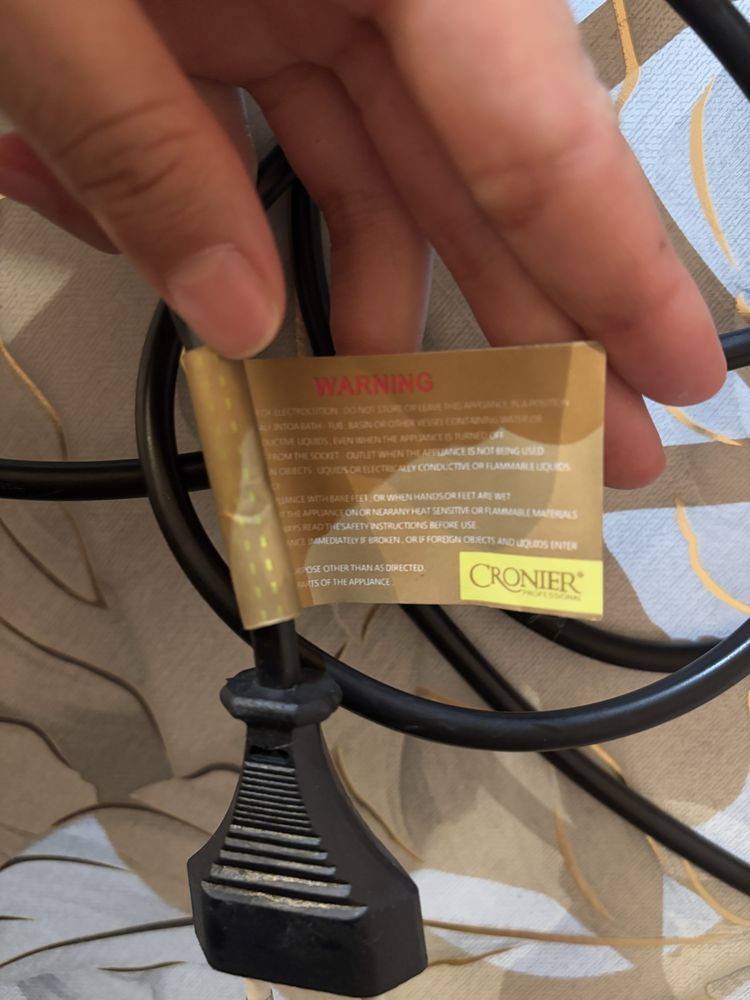 WARNING
OF ELECTROCUTION . DO NOT STORE OR LEAVE THIS APPLIANCE, IN A POSITION
INTO A BATH - TUB , BASIN OR OTHER VESSEL CONTAINING WATER OR
LIQUIDS , EVEN WHEN THE APPLIANCE IS TURNED OFF.
FROM THE SOCKET - OUTLET WHEN THE APPLIANCE IS NOT BEING USED
OBJECTS . LIQUIDS OR ELECTRICALLY CONDUCTIVE OR FLAMMABLE LIQUIDS
WITH BARE FEET , OR WHEN HANDS OR FEET ARE WET
THE APPLIANCE ON OR NEARANY HEAT SENSITIVE OR FLAMMABLE MATERIALS
READ THESAFETY INSTRUCTIONS BEFORE USE.
IMMEDIATELY IF BROKEN , OR IF FOREIGN OBJECTS AND LIQUIDS ENTER
OTHER THAN AS DIRECTED.
OF THE APPLIANCE.
CRONIER®
PROFESSIONAL